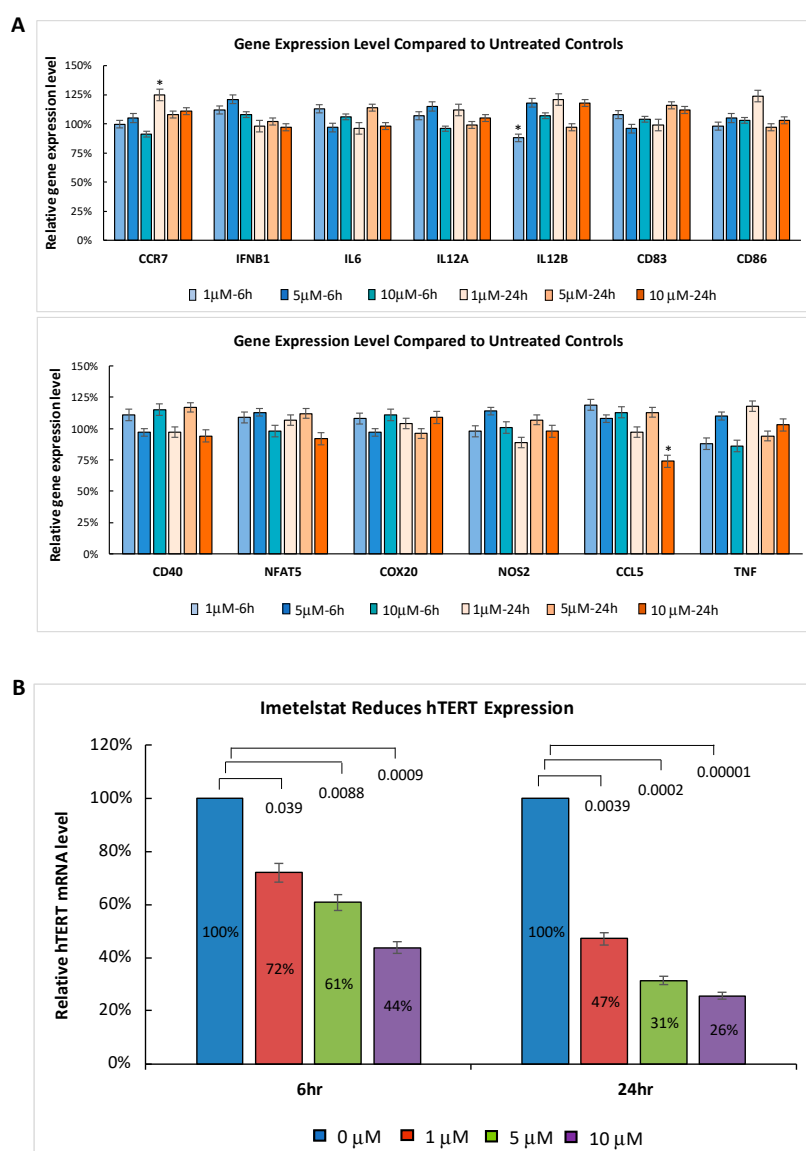 A
Gene Expression Level Compared to Untreated Controls
Relative gene expression level
150%
125%
100%
75%
50%
25%
0%
*
*
CCR7 IFNB1 IL6 IL12A IL12B CD83 CD86
1μM-6h 5μM-6h 10μM-6h 1μM-24h 5μM-24h 10 μM-24h
Gene Expression Level Compared to Untreated Controls
Relative gene expression level
150%
125%
100%
75%
50%
25%
0%
*
CD40 NFAT5 COX20 NOS2 CCL5 TNF
1μM-6h 5μM-6h 10μM-6h 1μM-24h 5μM-24h 10 μM-24h
B
Imetelstat Reduces hTERT Expression
Relative hTERT mRNA level
120%
100%
80%
60%
40%
20%
0%
0.039 0.0088 0.0009
0.0039 0.0002 0.00001
100% 72% 61% 44%
100% 47% 31% 26%
6hr 24hr
0 μM 1 μM 5 μM 10 μM